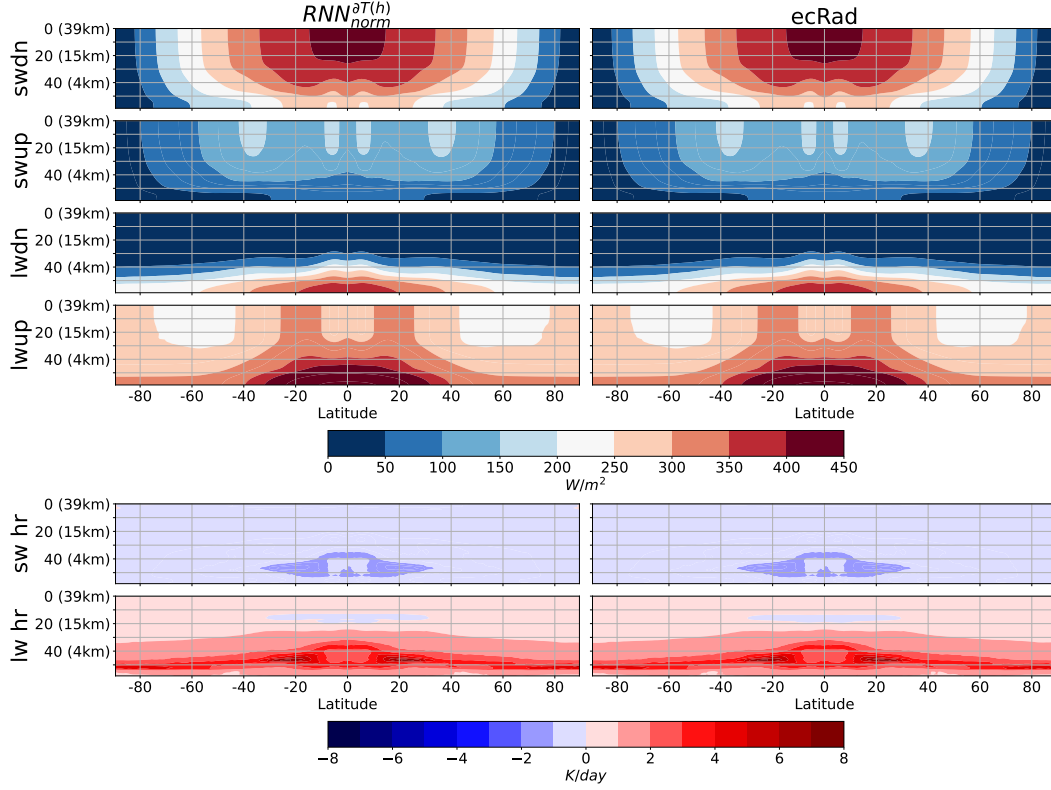 RNN^{∂T(h)}_{norm} ecRad
swdn 0 (39km)
20 (15km)
40 (4km)
swup 0 (39km)
20 (15km)
40 (4km)
lwdn 0 (39km)
20 (15km)
40 (4km)
lwup 0 (39km)
20 (15km)
40 (4km)
-80 -60 -40 -20 0 20 40 60 80 -80 -60 -40 -20 0 20 40 60 80
Latitude Latitude
0 50 100 150 200 250 300 350 400 450
W/m²
sw hr 0 (39km)
20 (15km)
40 (4km)
lw hr 0 (39km)
20 (15km)
40 (4km)
-80 -60 -40 -20 0 20 40 60 80 -80 -60 -40 -20 0 20 40 60 80
Latitude Latitude
−8 −6 −4 −2 0 2 4 6 8
K/day